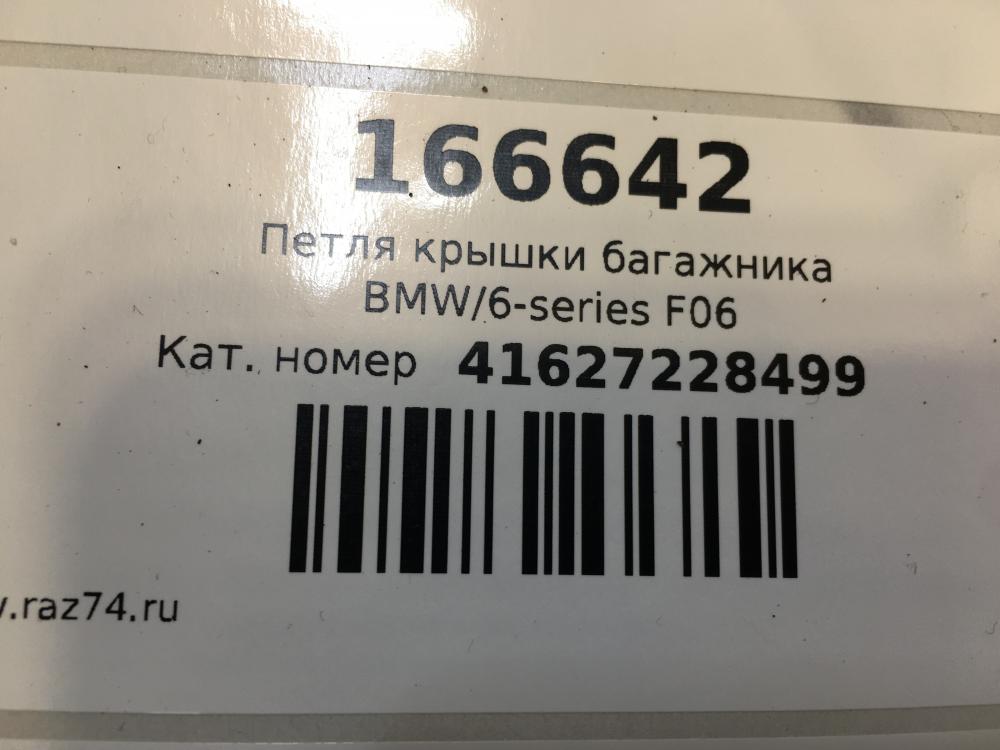 166642
Петля крышки багажника
BMW/6-series F06
Кат. номер 41627228499
.raz74.ru